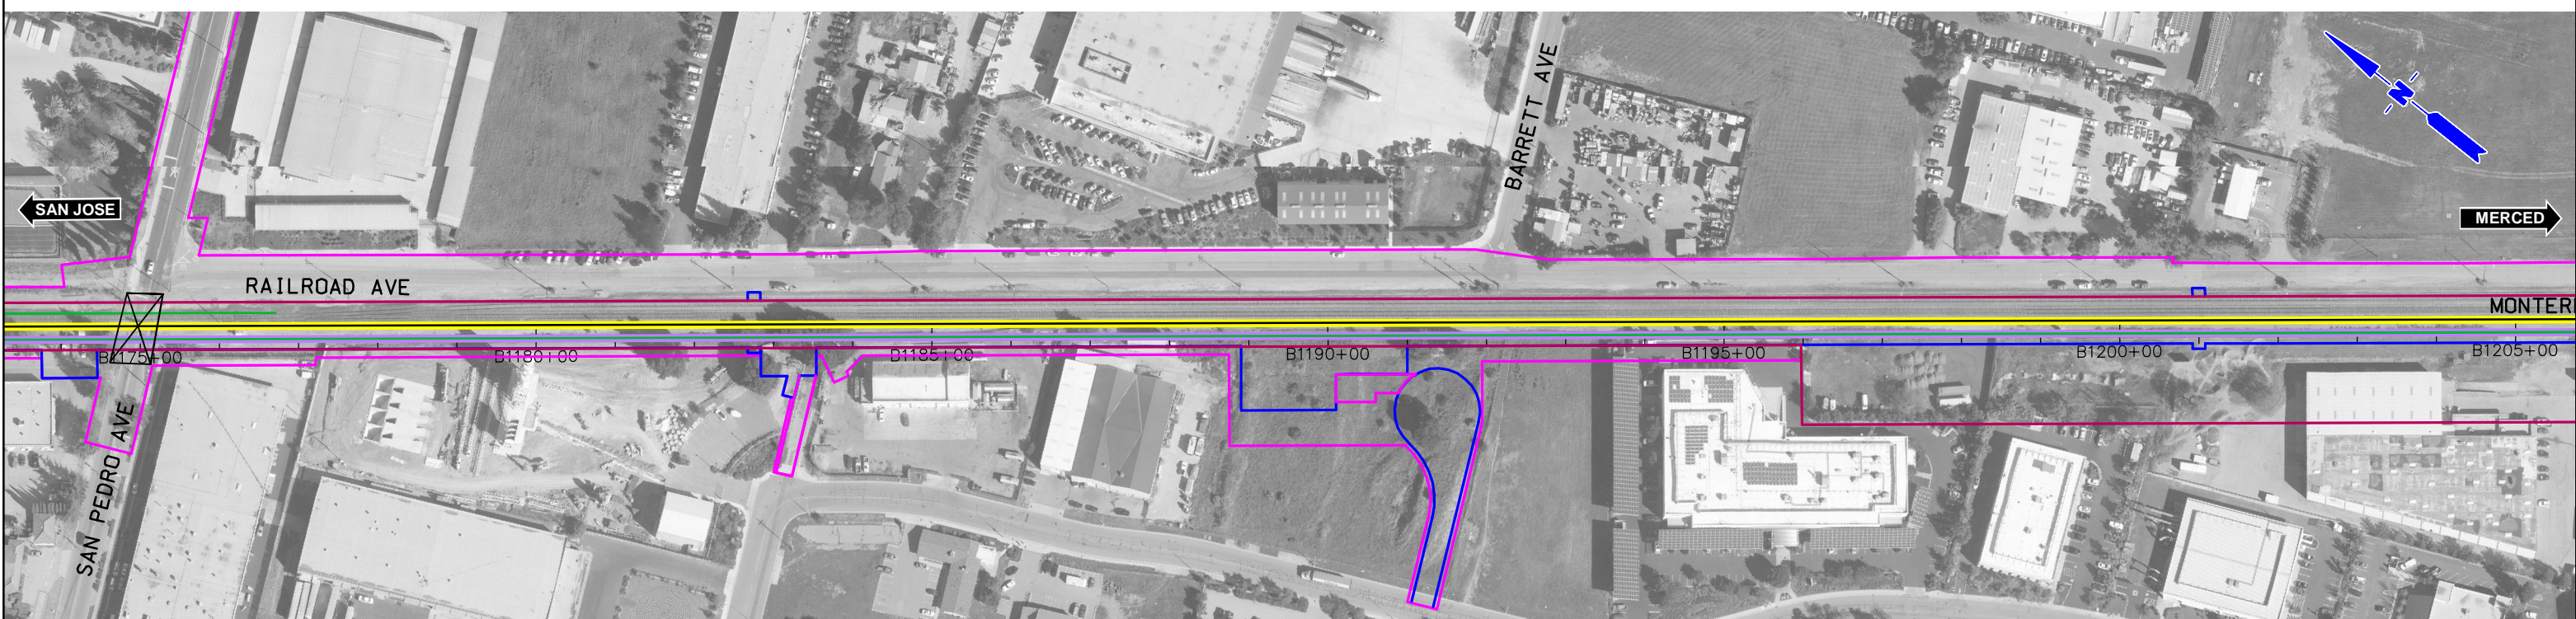 BARRETT AVE
N
SAN JOSE
MERCED
RAILROAD AVE
MONTER
B1175+00
B1180+00
B1185+00
B1190+00
B1195+00
B1200+00
B1205+00
SAN PEDRO AVE